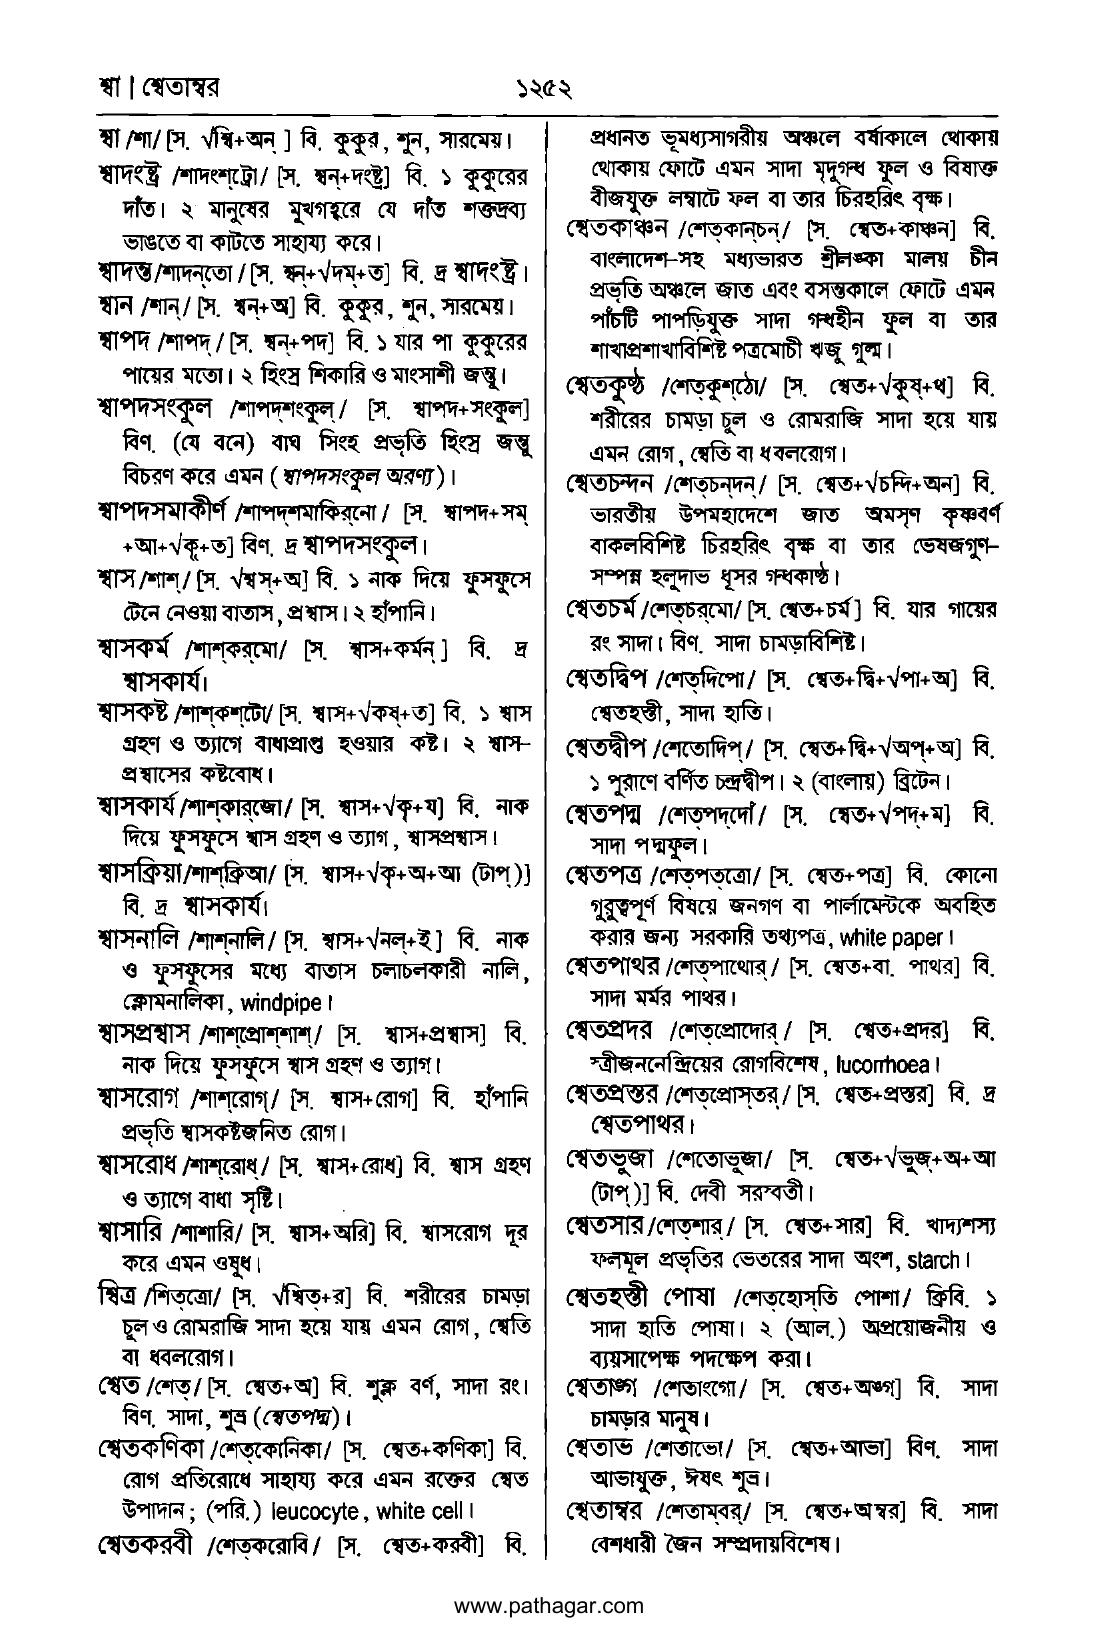 শ্বা | শ্বেতাম্বর
১২৫২
শ্বা /শা/ [স. √শ্বি+অন্ ] বি. কুকুর, শুন, সারমেয়।
শ্বাদংষ্ট্র /শাদংশ্‌ট্রো/ [স. শ্বন্+দংষ্ট্র] বি. ১ কুকুরের
দাঁত। ২ মানুষের মুখগহ্বরে যে দাঁত শক্তদ্রব্য
ভাঙতে বা কাটতে সাহায্য করে।
শ্বাদন্ত /শাদন্‌তো / [স. শ্বন্+√দম্+ত] বি. দ্র শ্বাদংষ্ট্র।
শ্বান /শান্/ [স. শ্বন্+অ] বি. কুকুর, শুন, সারমেয়।
শ্বাপদ /শাপদ্/ [স. শ্বন্+পদ] বি. ১ যার পা কুকুরের
পায়ের মতো। ২ হিংস্র শিকারি ও মাংসাশী জন্তু।
শ্বাপদসংকুল /শাপদ্‌শংকুল্/ [স. শ্বাপদ+সংকুল]
বিণ. (যে বনে) বাঘ সিংহ প্রভৃতি হিংস্র জন্তু
বিচরণ করে এমন (শ্বাপদসংকুল অরণ্য)।
শ্বাপদসমাকীর্ণ /শাপদ্‌শমাকির্‌নো/ [স. শ্বাপদ+সম্
+আ+√কৄ+ত] বিণ. দ্র শ্বাপদসংকুল।
শ্বাস /শাশ্/ [স. √শ্বস্+অ] বি. ১ নাক দিয়ে ফুসফুসে
টেনে নেওয়া বাতাস, প্রশ্বাস। ২ হাঁপানি।
শ্বাসকর্ম /শাশ্‌কর্‌মো/ [স. শ্বাস+কর্মন্ ] বি. দ্র
শ্বাসকার্য।
শ্বাসকষ্ট /শাশ্‌কশ্‌টো/ [স. শ্বাস+√কষ্+ত] বি. ১ শ্বাস
গ্রহণ ও ত্যাগে বাধাপ্রাপ্ত হওয়ার কষ্ট। ২ শ্বাস-
প্রশ্বাসের কষ্টবোধ।
শ্বাসকার্য /শাশ্‌কার্‌জো/ [স. শ্বাস+√কৃ+য] বি. নাক
দিয়ে ফুসফুসে শ্বাস গ্রহণ ও ত্যাগ, শ্বাসপ্রশ্বাস।
শ্বাসক্রিয়া /শাশ্‌ক্রিআ/ [স. শ্বাস+√কৃ+অ+আ (টাপ্)]
বি. দ্র শ্বাসকার্য।
শ্বাসনালি /শাশ্‌নালি/ [স. শ্বাস+√নল্+ই] বি. নাক
ও ফুসফুসের মধ্যে বাতাস চলাচলকারী নালি,
ক্লোমনালিকা, windpipe।
শ্বাসপ্রশ্বাস /শাশ্‌প্রোশ্‌শাশ্/ [স. শ্বাস+প্রশ্বাস] বি.
নাক দিয়ে ফুসফুসে শ্বাস গ্রহণ ও ত্যাগ।
শ্বাসরোগ /শাশ্‌রোগ্/ [স. শ্বাস+রোগ] বি. হাঁপানি
প্রভৃতি শ্বাসকষ্টজনিত রোগ।
শ্বাসরোধ /শাশ্‌রোধ্/ [স. শ্বাস+রোধ] বি. শ্বাস গ্রহণ
ও ত্যাগে বাধা সৃষ্টি।
শ্বাসারি /শাশারি/ [স. শ্বাস+অরি] বি. শ্বাসরোগ দূর
করে এমন ওষুধ।
শ্বিত্র /শিত্‌ত্রো/ [স. √শ্বিত্+র] বি. শরীরের চামড়া
চুল ও রোমরাজি সাদা হয়ে যায় এমন রোগ, শ্বেতি
বা ধবলরোগ।
শ্বেত /শেত্/ [স. শ্বেত+অ] বি. শুক্ল বর্ণ, সাদা রং।
বিণ. সাদা, শুভ্র (শ্বেতপদ্ম)।
শ্বেতকণিকা /শেত্‌কোনিকা/ [স. শ্বেত+কণিকা] বি.
রোগ প্রতিরোধে সাহায্য করে এমন রক্তের শ্বেত
উপাদান; (পরি.) leucocyte, white cell।
শ্বেতকরবী /শেত্‌করোবি/ [স. শ্বেত+করবী] বি.
প্রধানত ভূমধ্যসাগরীয় অঞ্চলে বর্ষাকালে থোকায়
থোকায় ফোটে এমন সাদা মৃদুগন্ধ ফুল ও বিষাক্ত
বীজযুক্ত লম্বাটে ফল বা তার চিরহরিৎ বৃক্ষ।
শ্বেতকাঞ্চন /শেত্‌কান্‌চন্/ [স. শ্বেত+কাঞ্চন] বি.
বাংলাদেশ-সহ মধ্যভারত শ্রীলঙ্কা মালয় চীন
প্রভৃতি অঞ্চলে জাত এবং বসন্তকালে ফোটে এমন
পাঁচটি পাপড়িযুক্ত সাদা গন্ধহীন ফুল বা তার
শাখাপ্রশাখাবিশিষ্ট পত্রমোচী ঋজু গুল্ম।
শ্বেতকুষ্ঠ /শেত্‌কুশ্‌ঠো/ [স. শ্বেত+√কুষ্+থ] বি.
শরীরের চামড়া চুল ও রোমরাজি সাদা হয়ে যায়
এমন রোগ, শ্বেতি বা ধবলরোগ।
শ্বেতচন্দন /শেত্‌চন্‌দন্/ [স. শ্বেত+√চন্দি+অন] বি.
ভারতীয় উপমহাদেশে জাত অমসৃণ কৃষ্ণবর্ণ
বাকলবিশিষ্ট চিরহরিৎ বৃক্ষ বা তার ভেষজগুণ-
সম্পন্ন হলুদাভ ধূসর গন্ধকাষ্ঠ।
শ্বেতচর্ম /শেত্‌চর্‌মো/ [স. শ্বেত+চর্ম] বি. যার গায়ের
রং সাদা। বিণ. সাদা চামড়াবিশিষ্ট।
শ্বেতদ্বিপ /শেত্‌দিপো/ [স. শ্বেত+দ্বি+√পা+অ] বি.
শ্বেতহস্তী, সাদা হাতি।
শ্বেতদ্বীপ /শেতোদিপ্/ [স. শ্বেত+দ্বি+√অপ্+অ] বি.
১ পুরাণে বর্ণিত চন্দ্রদ্বীপ। ২ (বাংলায়) ব্রিটেন।
শ্বেতপদ্ম /শেত্‌পদ্‌দোঁ/ [স. শ্বেত+√পদ্+ম] বি.
সাদা পদ্মফুল।
শ্বেতপত্র /শেত্‌পত্‌ত্রো/ [স. শ্বেত+পত্র] বি. কোনো
গুরুত্বপূর্ণ বিষয়ে জনগণ বা পার্লামেন্টকে অবহিত
করার জন্য সরকারি তথ্যপত্র, white paper।
শ্বেতপাথর /শেত্‌পাথোর্/ [স. শ্বেত+বা. পাথর] বি.
সাদা মর্মর পাথর।
শ্বেতপ্রদর /শেত্‌প্রোদোর্/ [স. শ্বেত+প্রদর] বি.
স্ত্রীজননেন্দ্রিয়ের রোগবিশেষ, lucorrhoea।
শ্বেতপ্রস্তর /শেত্‌প্রোস্‌তর্/ [স. শ্বেত+প্রস্তর] বি. দ্র
শ্বেতপাথর।
শ্বেতভুজা /শেতোভুজা/ [স. শ্বেত+√ভুজ্+অ+আ
(টাপ্)] বি. দেবী সরস্বতী।
শ্বেতসার /শেত্‌শার্/ [স. শ্বেত+সার] বি. খাদ্যশস্য
ফলমূল প্রভৃতির ভেতরের সাদা অংশ, starch।
শ্বেতহস্তী পোষা /শেত্‌হোস্‌তি পোশা/ ক্রিবি. ১
সাদা হাতি পোষা। ২ (আল.) অপ্রয়োজনীয় ও
ব্যয়সাপেক্ষ পদক্ষেপ করা।
শ্বেতাঙ্গ /শেতাংগো/ [স. শ্বেত+অঙ্গ] বি. সাদা
চামড়ার মানুষ।
শ্বেতাভ /শেতাভো/ [স. শ্বেত+আভা] বিণ. সাদা
আভাযুক্ত, ঈষৎ শুভ্র।
শ্বেতাম্বর /শেতাম্‌বর্/ [স. শ্বেত+অম্বর] বি. সাদা
বেশধারী জৈন সম্প্রদায়বিশেষ।
www.pathagar.com